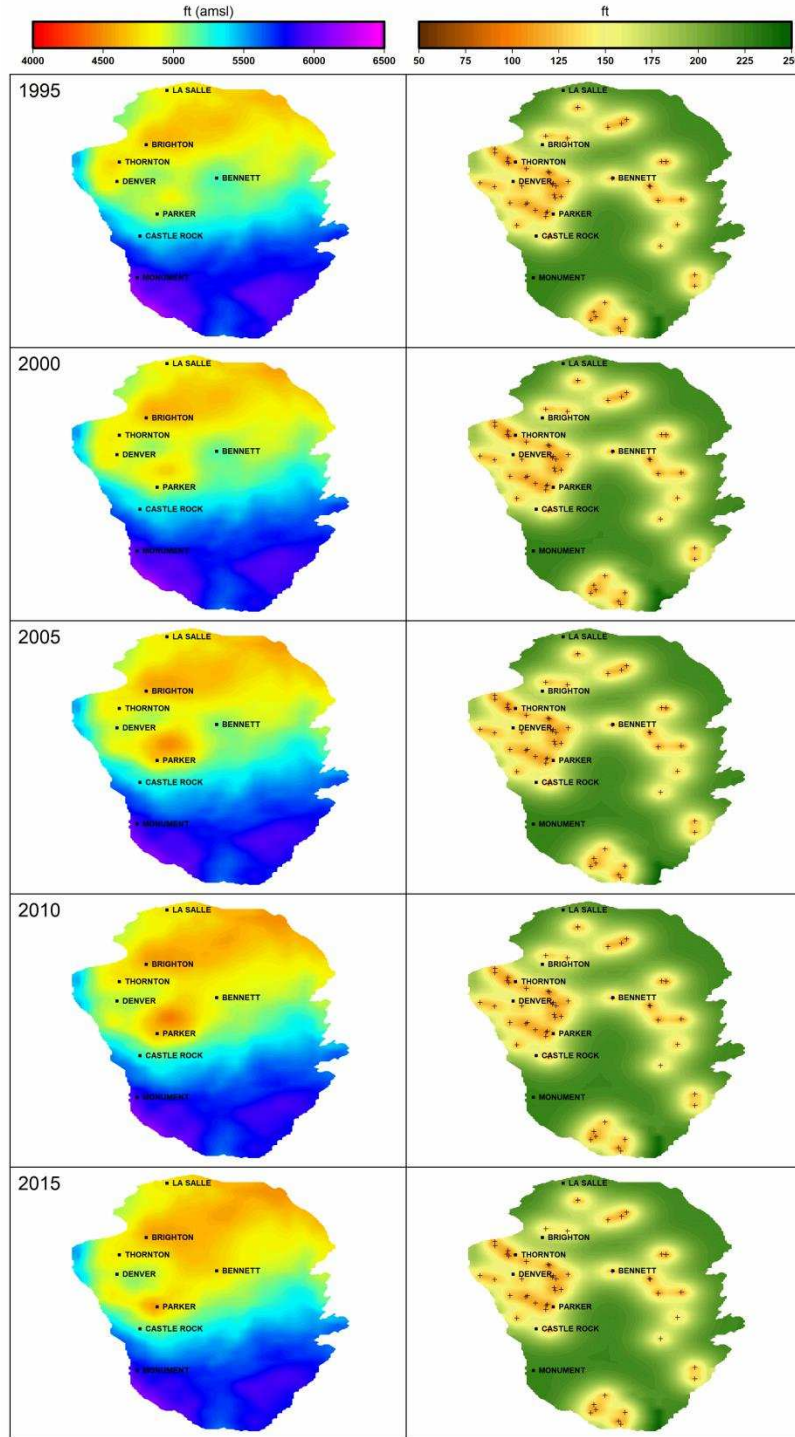 ft (amsl)
4000 4500 5000 5500 6000 6500
ft
50 75 100 125 150 175 200 225 250
1995
LA SALLE
BRIGHTON
THORNTON
DENVER
BENNETT
PARKER
CASTLE ROCK
MONUMENT
LA SALLE
BRIGHTON
THORNTON
DENVER
BENNETT
PARKER
CASTLE ROCK
MONUMENT
2000
LA SALLE
BRIGHTON
THORNTON
DENVER
BENNETT
PARKER
CASTLE ROCK
MONUMENT
LA SALLE
BRIGHTON
THORNTON
DENVER
BENNETT
PARKER
CASTLE ROCK
MONUMENT
2005
LA SALLE
BRIGHTON
THORNTON
DENVER
BENNETT
PARKER
CASTLE ROCK
MONUMENT
LA SALLE
BRIGHTON
THORNTON
DENVER
BENNETT
PARKER
CASTLE ROCK
MONUMENT
2010
LA SALLE
BRIGHTON
THORNTON
DENVER
BENNETT
PARKER
CASTLE ROCK
MONUMENT
LA SALLE
BRIGHTON
THORNTON
DENVER
BENNETT
PARKER
CASTLE ROCK
MONUMENT
2015
LA SALLE
BRIGHTON
THORNTON
DENVER
BENNETT
PARKER
CASTLE ROCK
MONUMENT
LA SALLE
BRIGHTON
THORNTON
DENVER
BENNETT
PARKER
CASTLE ROCK
MONUMENT